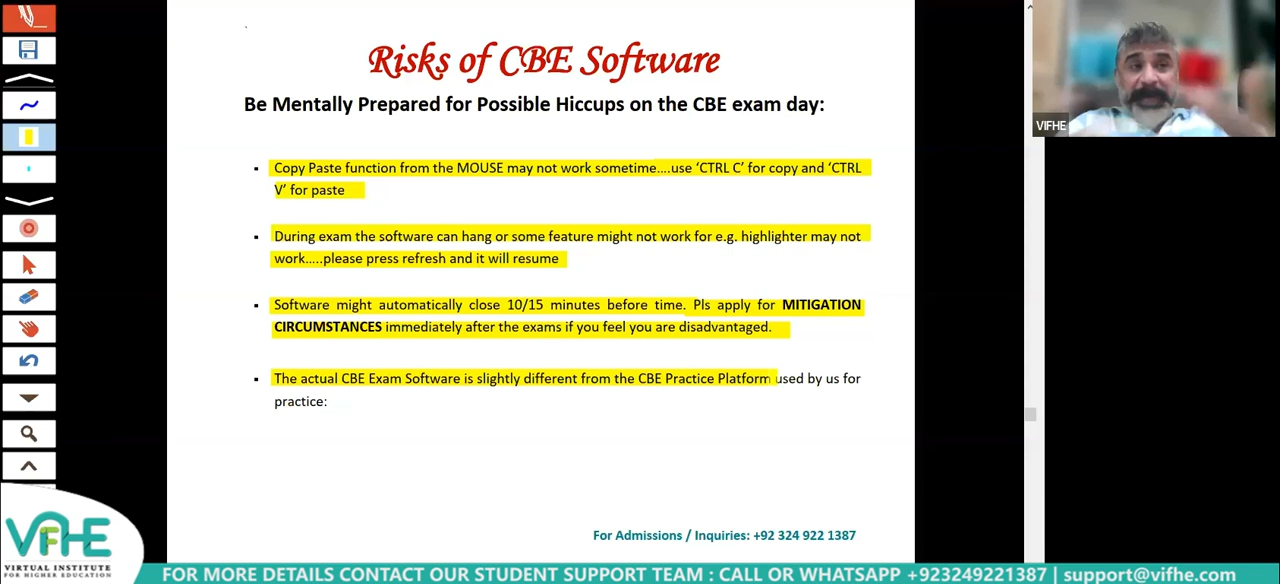 Risks of CBE Software
Be Mentally Prepared for Possible Hiccups on the CBE exam day:
VIFHE
▪ Copy Paste function from the MOUSE may not work sometime....use ‘CTRL C’ for copy and ‘CTRL
V’ for paste
▪ During exam the software can hang or some feature might not work for e.g. highlighter may not
work.....please press refresh and it will resume
▪ Software might automatically close 10/15 minutes before time. Pls apply for MITIGATION
CIRCUMSTANCES immediately after the exams if you feel you are disadvantaged.
▪ The actual CBE Exam Software is slightly different from the CBE Practice Platform used by us for
practice:
For Admissions / Inquiries: +92 324 922 1387
VIFHE
VIRTUAL INSTITUTE
FOR HIGHER EDUCATION
FOR MORE DETAILS CONTACT OUR STUDENT SUPPORT TEAM : CALL OR WHATSAPP +923249221387 | support@vifhe.com